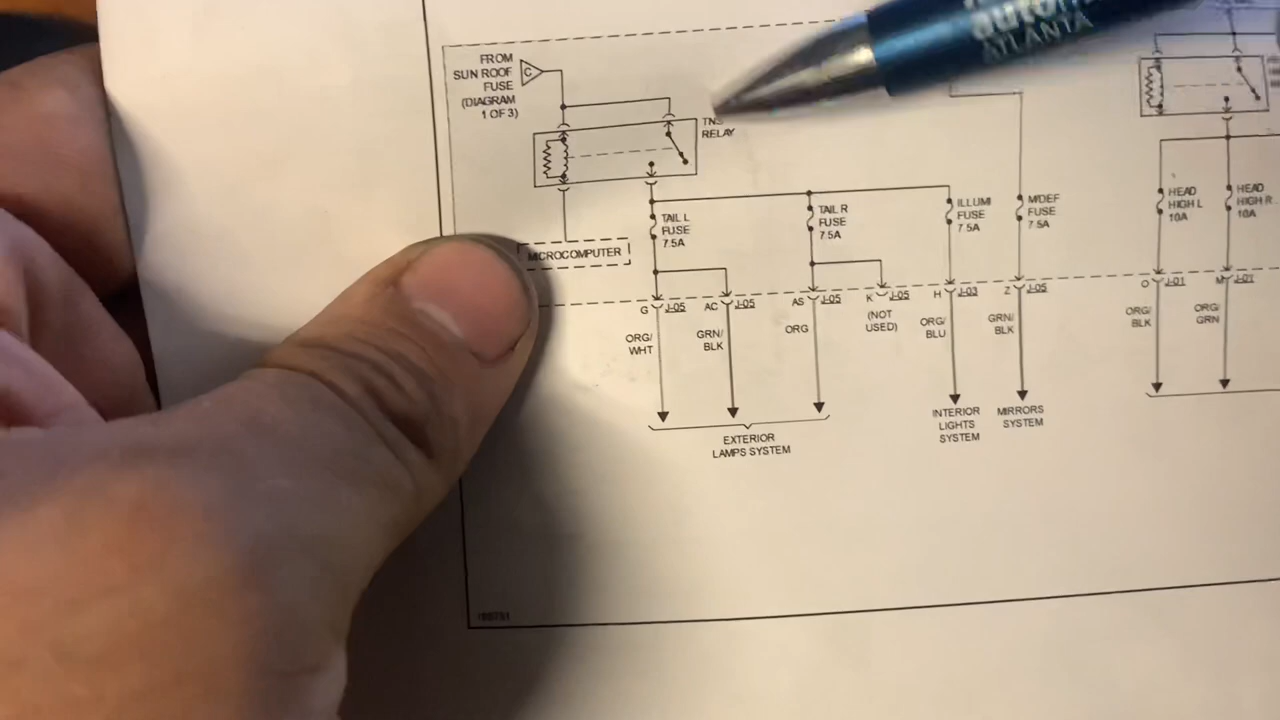 ATLANTA
FROM
SUN ROOF
FUSE
(DIAGRAM
1 OF 3)
C
RELAY
MICROCOMPUTER
TAIL L
FUSE
7.5A
TAIL R
FUSE
7.5A
ILLUMI
FUSE
7.5A
M/DEF
FUSE
7.5A
HEAD
HIGH L
10A
HEAD
HIGH R
10A
G J-05
AC J-05
AS J-05
K J-05
H J-03
Z J-05
O J-01
M J-01
(NOT
USED)
ORG/
WHT
GRN/
BLK
ORG
ORG/
BLU
GRN/
BLK
ORG/
BLK
ORG/
GRN
EXTERIOR
LAMPS SYSTEM
INTERIOR
LIGHTS
SYSTEM
MIRRORS
SYSTEM